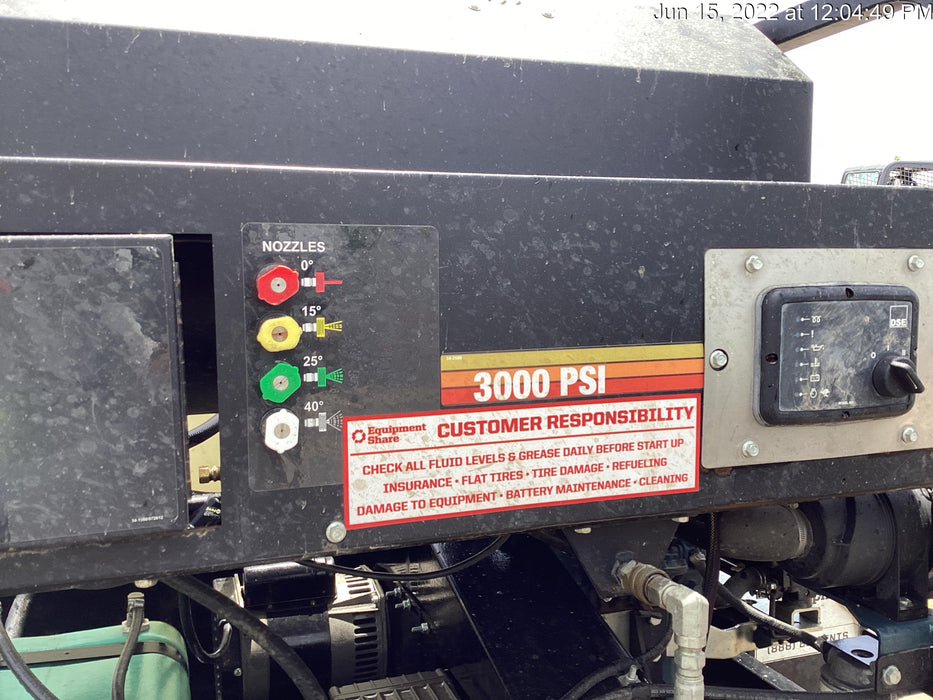 Jun 15, 2022 at 12:04:49 PM
NOZZLES
0°
15°
25°
40°
3000 PSI
DSE
Equipment
Share
CUSTOMER RESPONSIBILITY
CHECK ALL FLUID LEVELS & GREASE DAILY BEFORE START UP
INSURANCE • FLAT TIRES • TIRE DAMAGE • REFUELING
DAMAGE TO EQUIPMENT • BATTERY MAINTENANCE • CLEANING